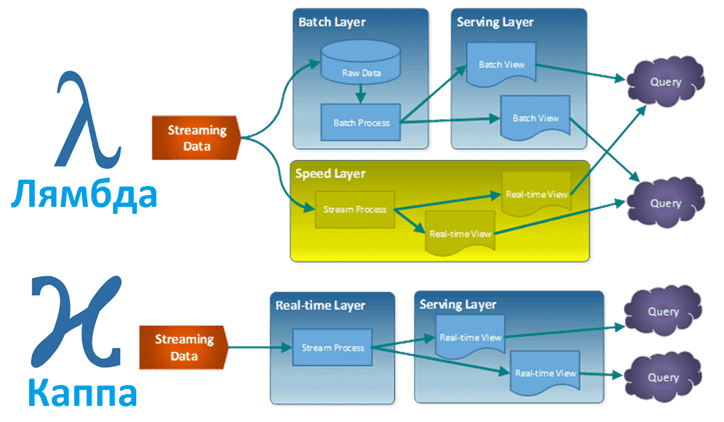 Batch Layer
Serving Layer
Raw Data
Batch View
Query
λ
Streaming
Data
Batch Process
Batch View
Лямбда
Speed Layer
Stream Process
Real-time View
Query
Real-time View
ϰ
Real-time Layer
Serving Layer
Query
Streaming
Data
Stream Process
Real-time View
Каппа
Real-time View
Query